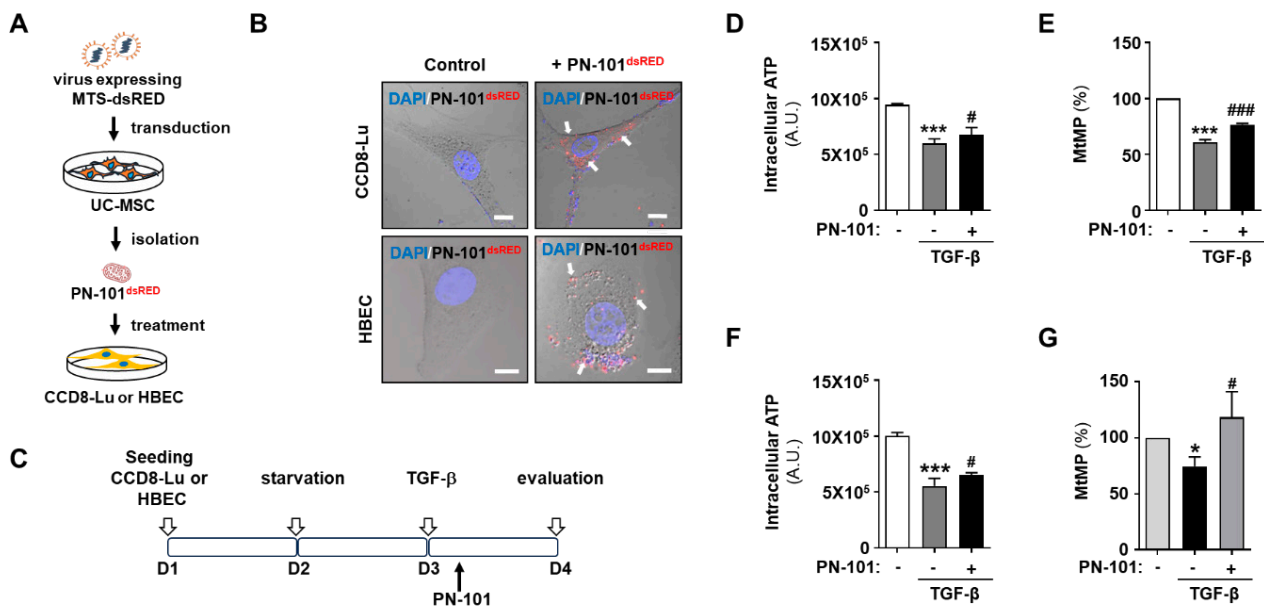 A
virus expressing
MTS-dsRED
transduction
UC-MSC
isolation
PN-101dsRED
treatment
CCD8-Lu or HBEC
B
Control
+ PN-101dsRED
CCD8-Lu
DAPI/PN-101dsRED
DAPI/PN-101dsRED
HBEC
DAPI/PN-101dsRED
DAPI/PN-101dsRED
C
Seeding
CCD8-Lu or
HBEC
starvation
TGF-β
evaluation
D1
D2
D3
D4
PN-101
D
Intracellular ATP
(A.U.)
15X10⁵
10X10⁵
5X10⁵
0
***
#
PN-101: - - +
TGF-β
E
MtMP (%)
150
100
50
0
***
###
PN-101: - - +
TGF-β
F
Intracellular ATP
(A.U.)
15X10⁵
10X10⁵
5X10⁵
0
***
#
PN-101: - - +
TGF-β
G
MtMP (%)
150
100
50
0
*
#
PN-101: - - +
TGF-β